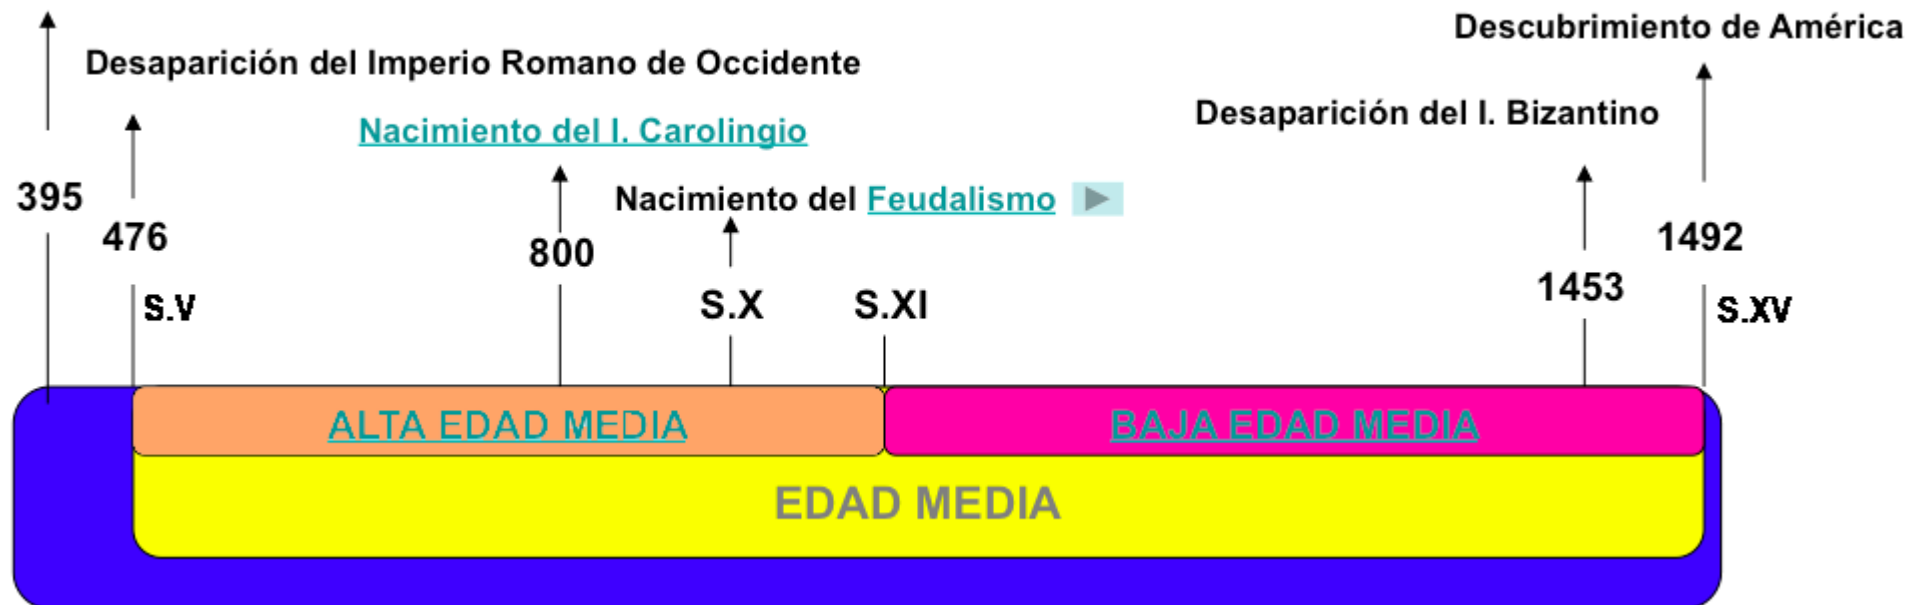 Descubrimiento de América
Desaparición del Imperio Romano de Occidente
Desaparición del I. Bizantino
Nacimiento del I. Carolingio
Nacimiento del Feudalismo
395
476
800
1492
1453
S.V
S.X
S.XI
S.XV
ALTA EDAD MEDIA
BAJA EDAD MEDIA
EDAD MEDIA